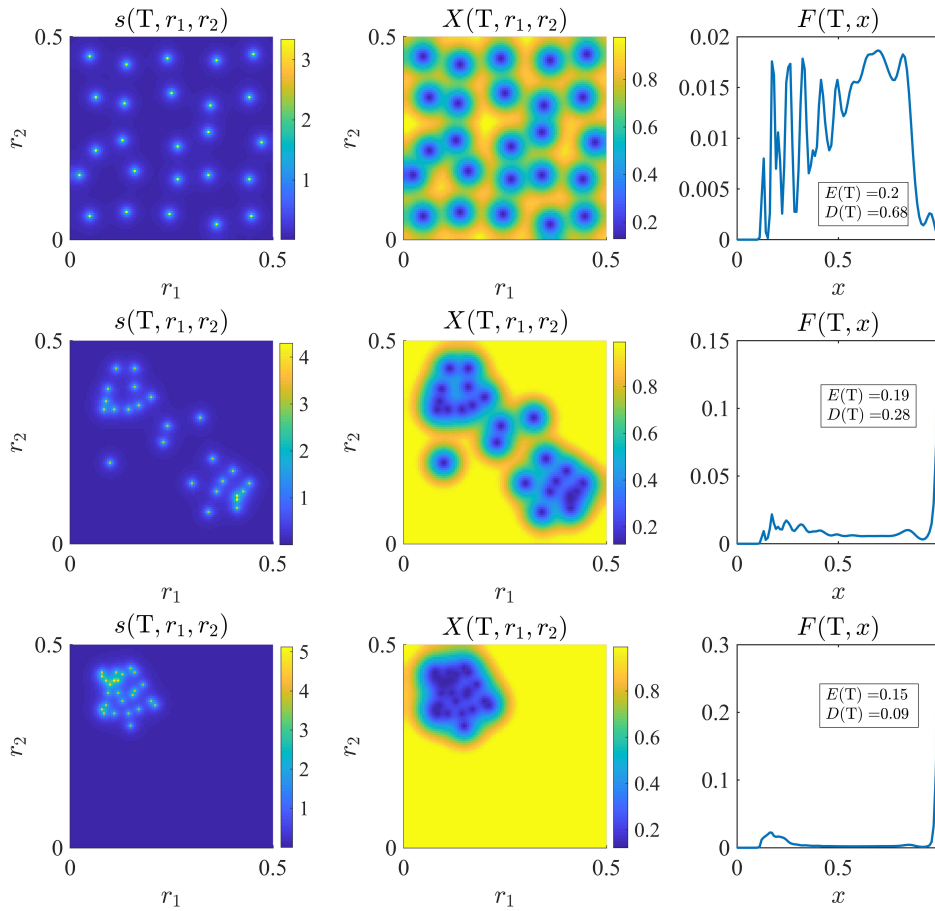 s(T, r₁, r₂) X(T, r₁, r₂) F(T, x)
0.5 0.5 0.02
3 0.8 0.015
r₂ 2 r₂ 0.6 0.01
1 0.4 0.005 E(T) =0.2
0.2 D(T) =0.68
0 0 0
0 0.5 0 0.5 0 0.5
r₁ r₁ x
s(T, r₁, r₂) X(T, r₁, r₂) F(T, x)
0.5 0.5 0.15
4 0.8 E(T) =0.19
3 D(T) =0.28
r₂ r₂ 0.6 0.1
2 0.4 0.05
1 0.2
0 0 0
0 0.5 0 0.5 0 0.5
r₁ r₁ x
s(T, r₁, r₂) X(T, r₁, r₂) F(T, x)
0.5 5 0.5 0.3
4 0.8 E(T) =0.15
D(T) =0.09
r₂ 3 r₂ 0.6 0.2
2 0.4 0.1
1 0.2
0 0 0
0 0.5 0 0.5 0 0.5
r₁ r₁ x